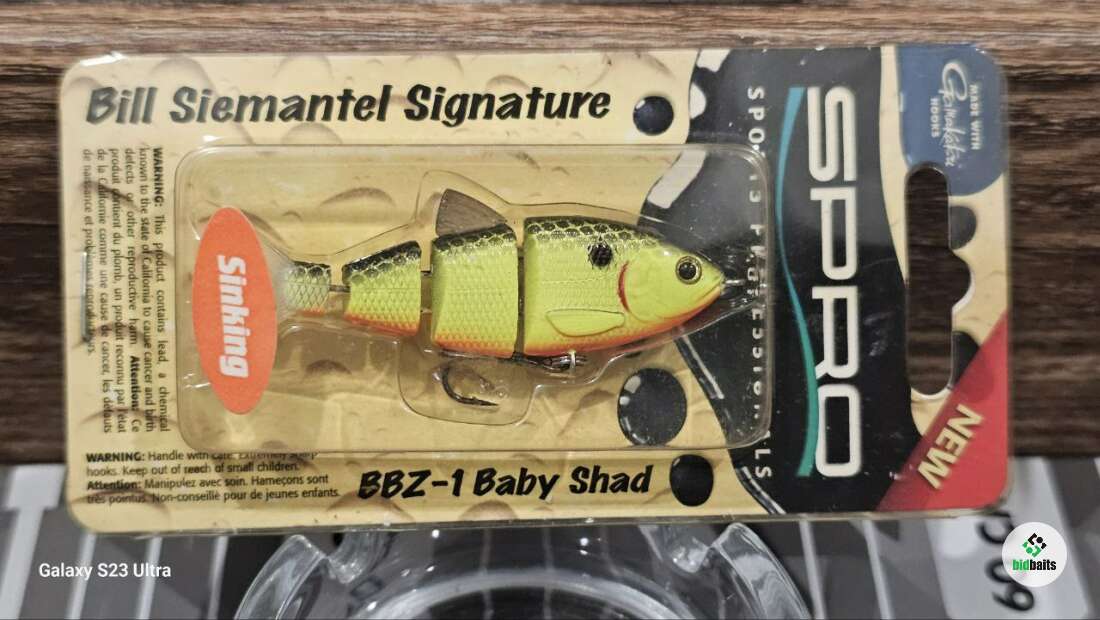 Bill Siemantel Signature
WARNING: This product contains lead, a chemical
known to the state of California to cause cancer and birth
defects or other reproductive harm. Attention: Ce
produit contient du plomb, un produit reconnu par l'etat
de la Californie comme une cause de cancer, les defauts
de naissance et problemes reproducteurs.
Sinking
WARNING: Handle with care. Extremely sharp
hooks. Keep out of reach of small children.
Attention: Manipulez avec soin. Hameçons sont
très pointus. Non-conseillé pour de jeunes enfants.
BBZ-1 Baby Shad
SPRO
MADE WITH
Gamakatsu
HOOKS
NEW
Galaxy S23 Ultra
bidbaits